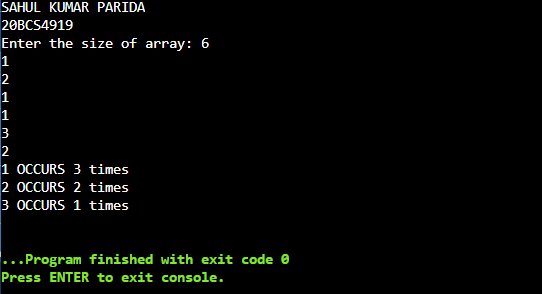 SAHUL KUMAR PARIDA
20BCS4919
Enter the size of array: 6
1
2
1
1
3
2
1 OCCURS 3 times
2 OCCURS 2 times
3 OCCURS 1 times
...Program finished with exit code 0
Press ENTER to exit console.